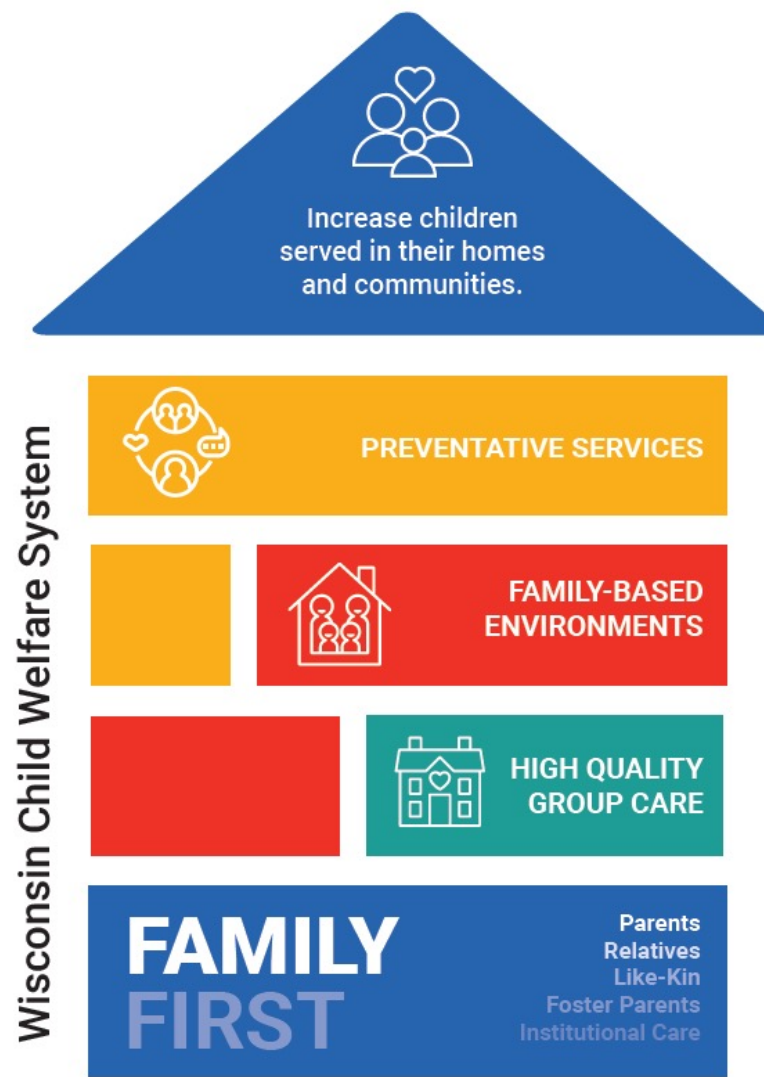 Increase children
served in their homes
and communities.
Wisconsin Child Welfare System
PREVENTATIVE SERVICES
FAMILY-BASED
ENVIRONMENTS
HIGH QUALITY
GROUP CARE
FAMILY
FIRST
Parents
Relatives
Like-Kin
Foster Parents
Institutional Care